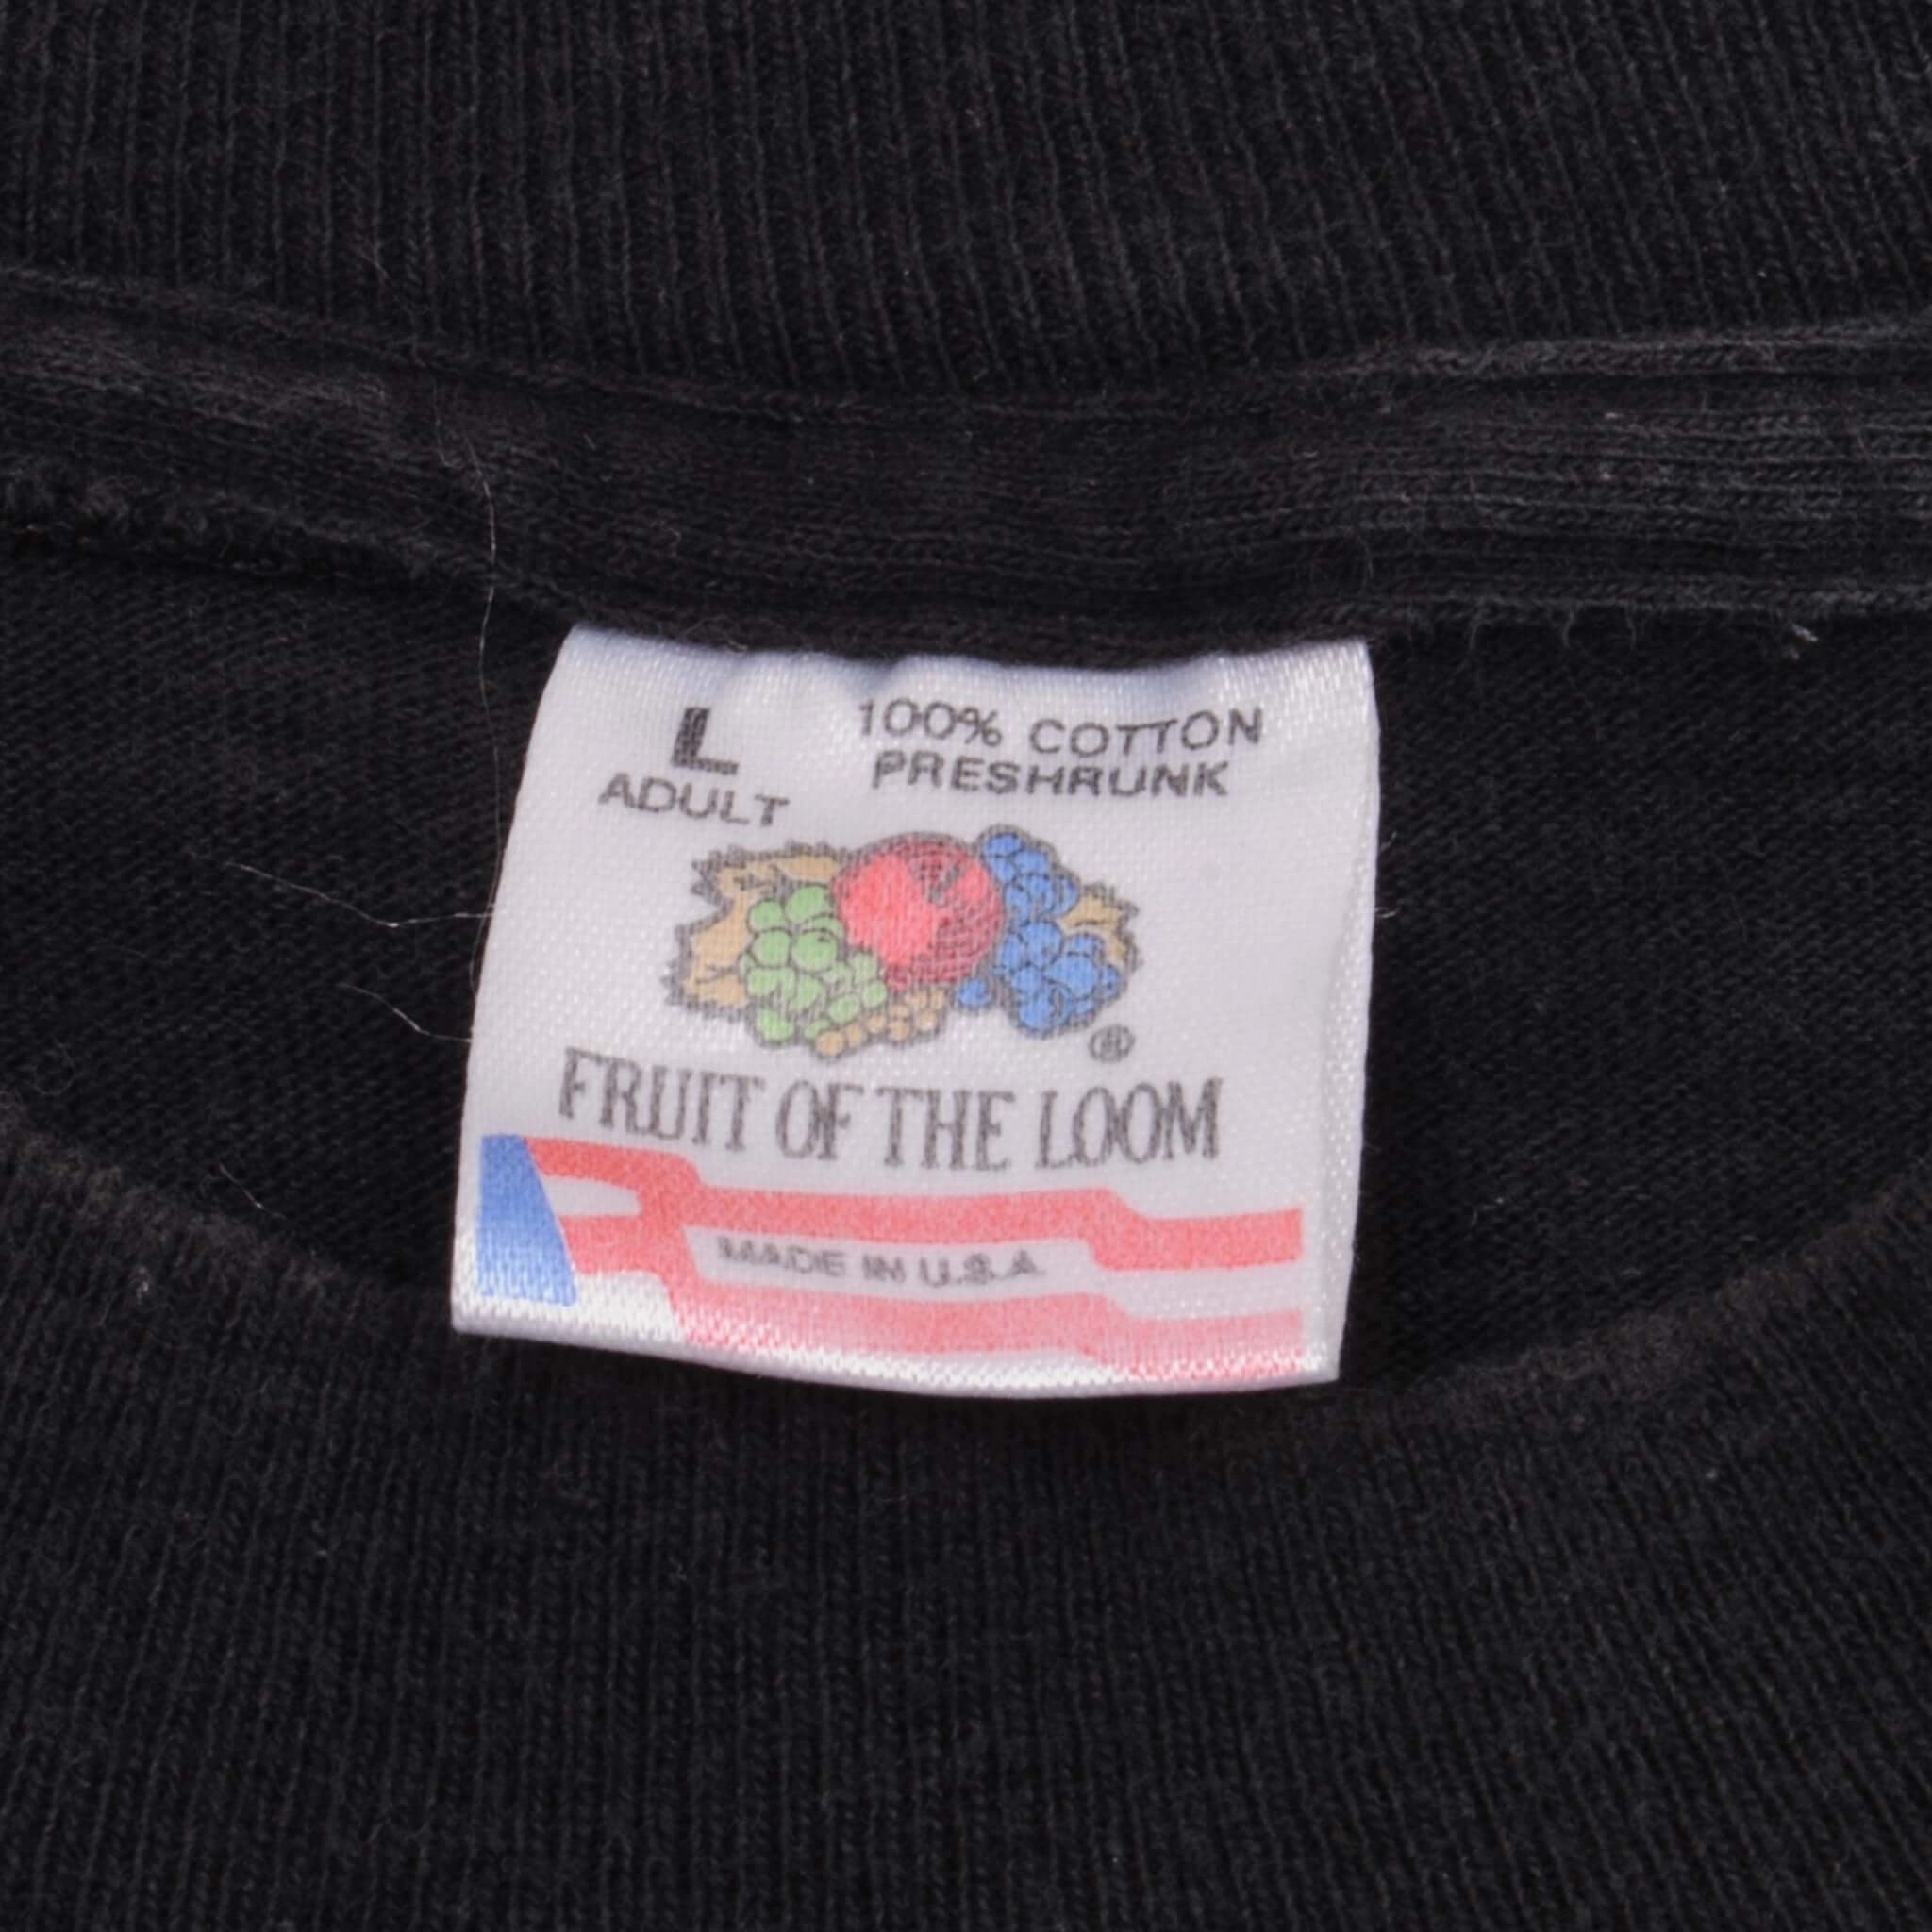 L
ADULT
100% COTTON
PRESHRUNK
®
FRUIT OF THE LOOM
MADE IN U.S.A.